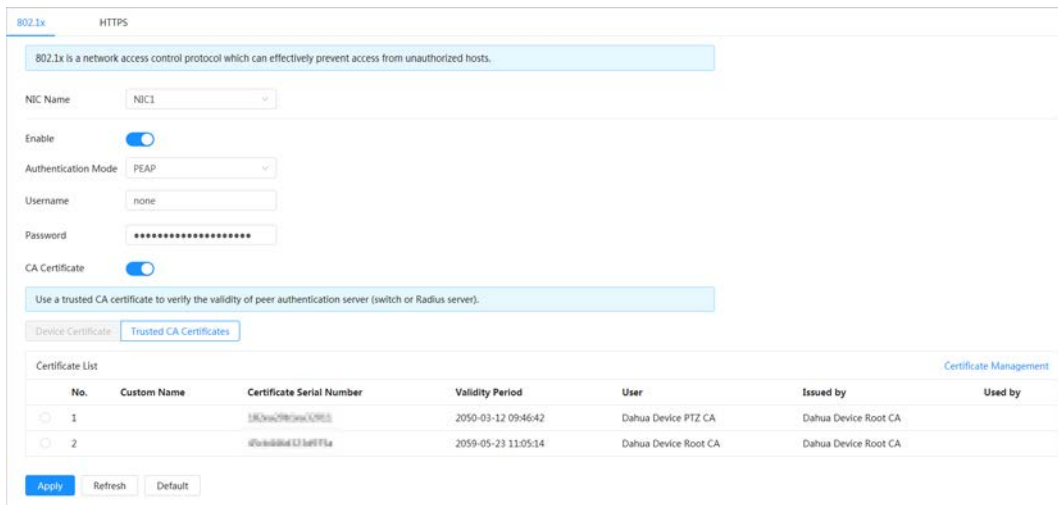 802.1x HTTPS
802.1x is a network access control protocol which can effectively prevent access from unauthorized hosts.
NIC Name NIC1
Enable
Authentication Mode PEAP
Username none
Password ••••••••••••••••••••
CA Certificate
Use a trusted CA certificate to verify the validity of peer authentication server (switch or Radius server).
Device Certificate Trusted CA Certificates
Certificate List Certificate Management
No. Custom Name Certificate Serial Number Validity Period User Issued by Used by
1 2050-03-12 09:46:42 Dahua Device PTZ CA Dahua Device Root CA
2 2059-05-23 11:05:14 Dahua Device Root CA Dahua Device Root CA
Apply Refresh Default